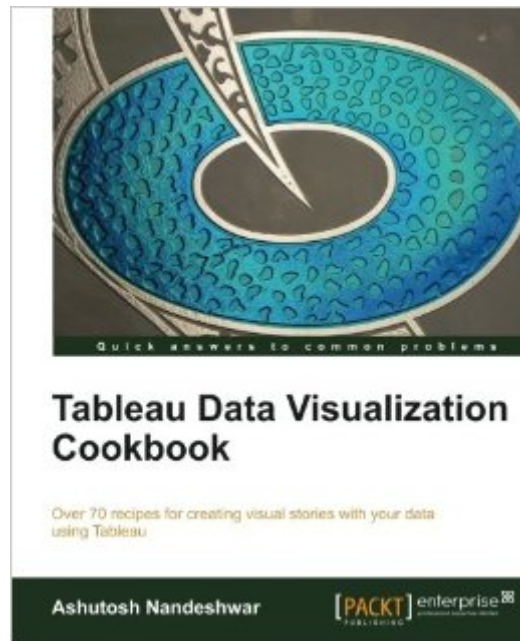 Quick answers to common problems
Tableau Data Visualization
Cookbook
Over 70 recipes for creating visual stories with your data
using Tableau
Ashutosh Nandeshwar
[PACKT] enterprise
PUBLISHING